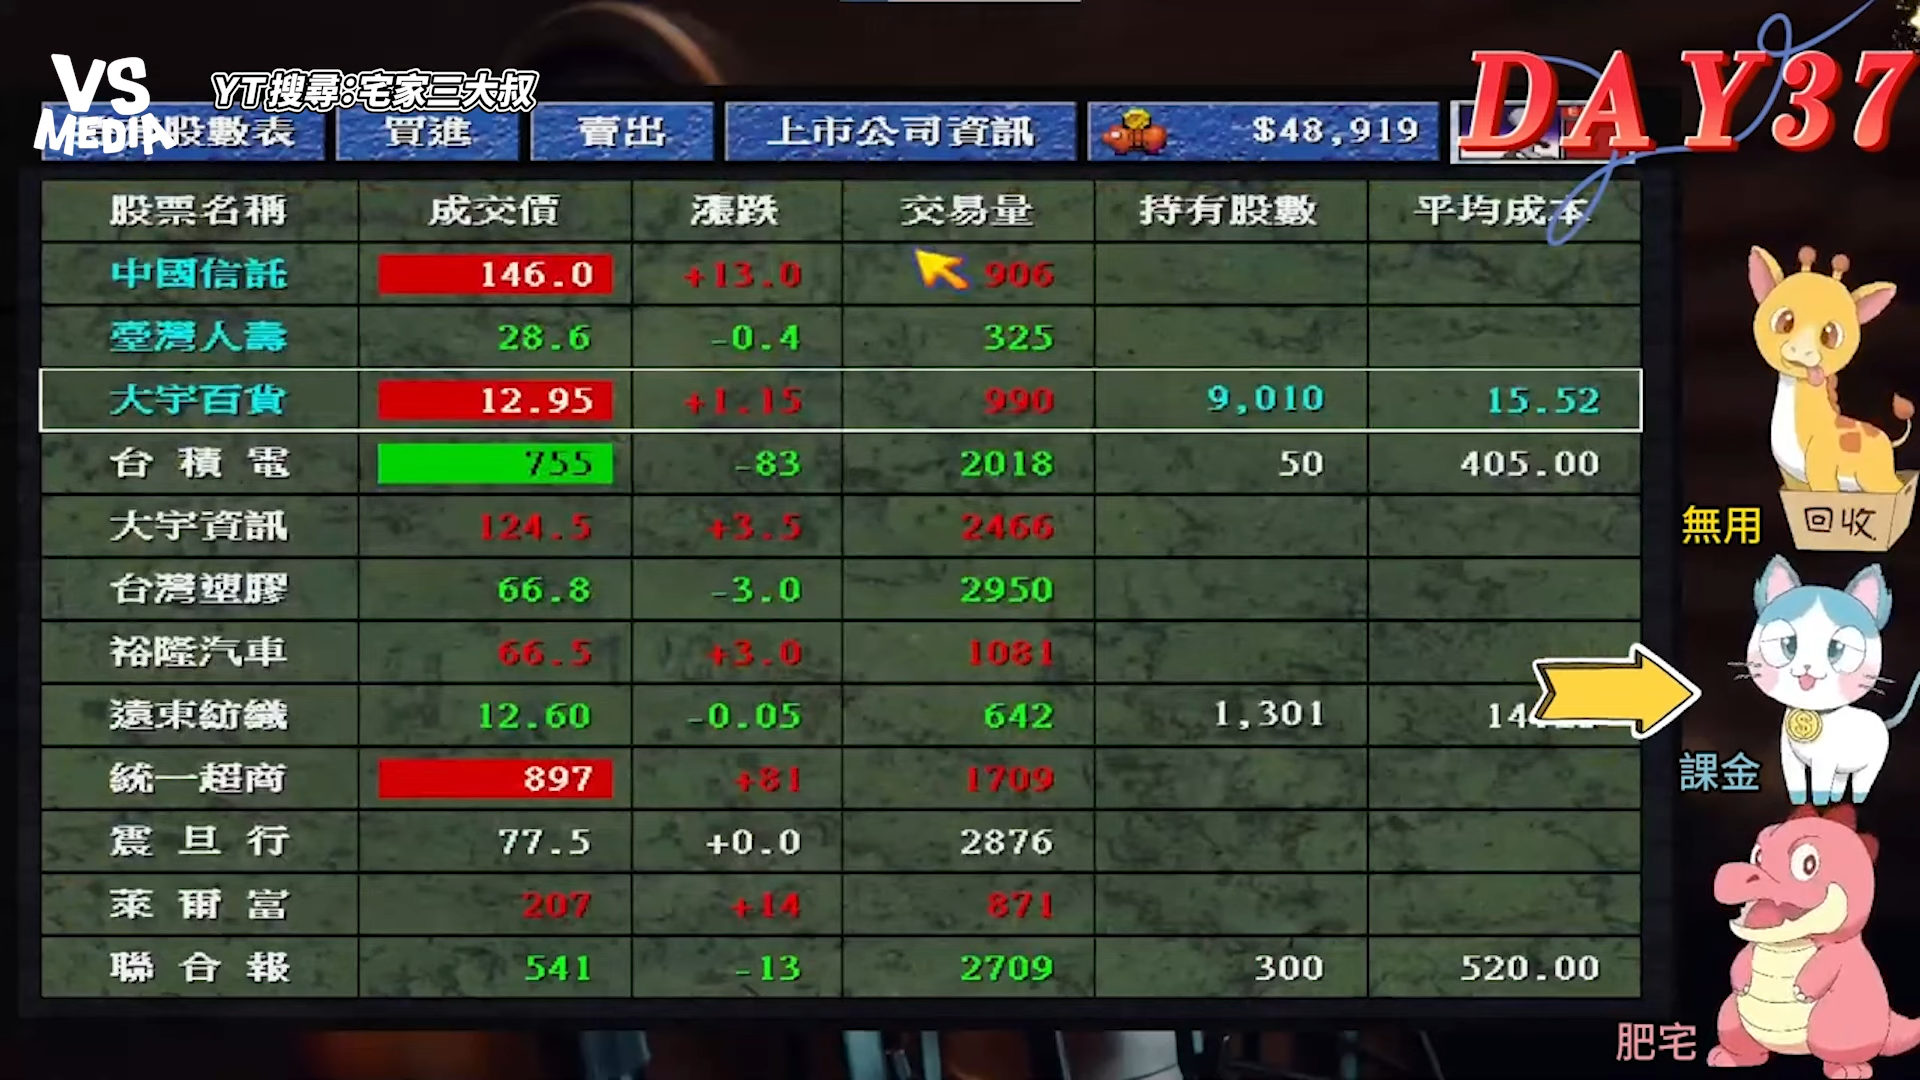 VS
MEDIN
YT搜尋:宅家三大叔
DAY37
股數表 買進 賣出 上市公司資訊 $48,919
股票名稱 成交價 漲跌 交易量 持有股數 平均成本
中國信託 146.0 +13.0 906
臺灣人壽 28.6 -0.4 325
大宇百貨 12.95 +1.15 990 9,010 15.52
台積電 755 -83 2018 50 405.00
大宇資訊 124.5 +3.5 2466
台灣塑膠 66.8 -3.0 2950
裕隆汽車 66.5 +3.0 1081
遠東紡織 12.60 -0.05 642 1,301
統一超商 897 +81 1709
震旦行 77.5 +0.0 2876
萊爾富 207 +14 871
聯合報 541 -13 2709 300 520.00
無用
回收
課金
肥宅